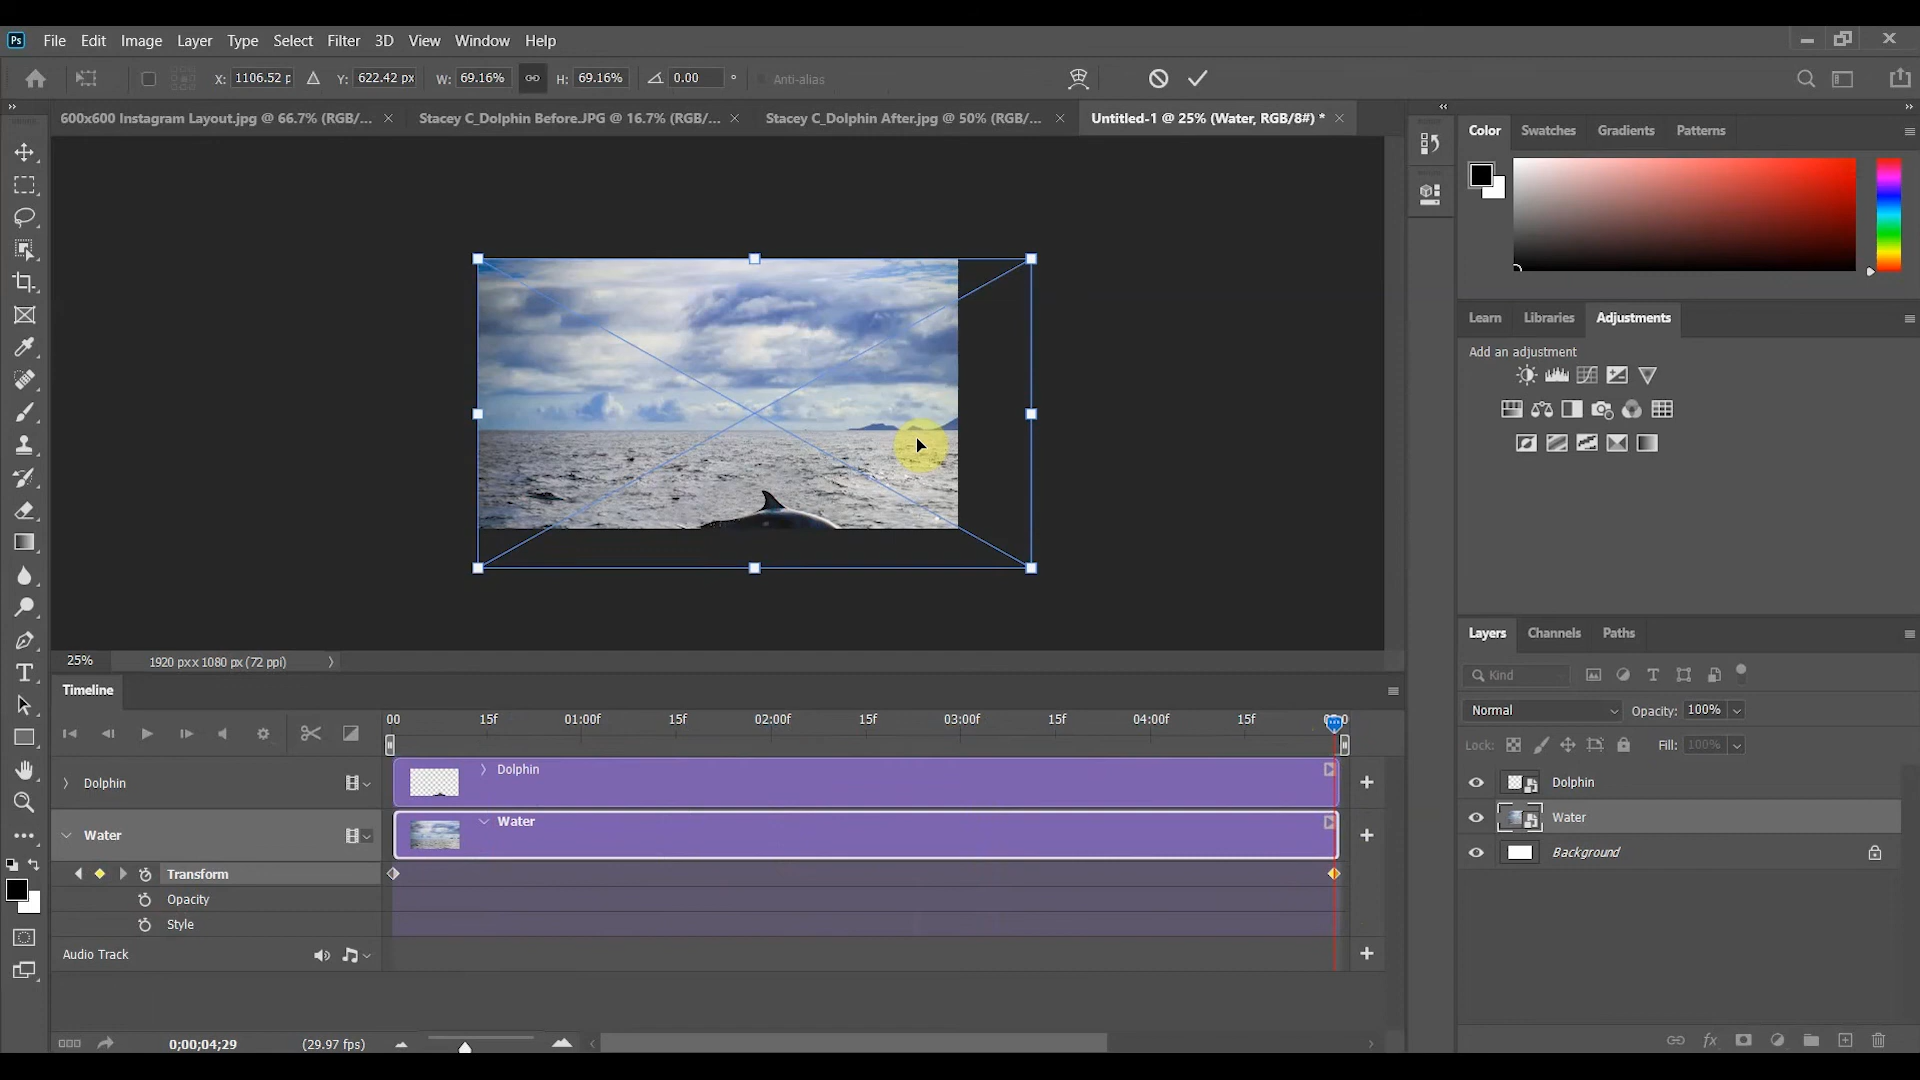 Ps File Edit Image Layer Type Select Filter 3D View Window Help
X: 1106.52 p Y: 622.42 px W: 69.16% H: 69.16% 0.00 ° Anti-alias
600x600 Instagram Layout.jpg @ 66.7% (RGB/... Stacey C_Dolphin Before.JPG @ 16.7% (RGB/... Stacey C_Dolphin After.jpg @ 50% (RGB/... Untitled-1 @ 25% (Water, RGB/8#) *
Color Swatches Gradients Patterns
Learn Libraries Adjustments
Add an adjustment
Layers Channels Paths
Kind
Normal Opacity: 100%
Lock: Fill: 100%
Dolphin
Water
Background
25% 1920 px x 1080 px (72 ppi)
Timeline
00 15f 01:00f 15f 02:00f 15f 03:00f 15f 04:00f 15f
Dolphin Dolphin
Water Water
Transform
Opacity
Style
Audio Track
0;00;04;29 (29.97 fps)